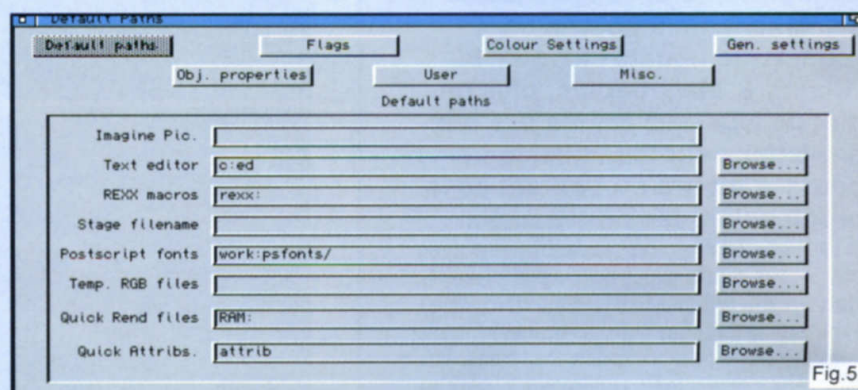 Default Paths
Default paths Flags Colour Settings Gen. settings
Obj. properties User Misc.
Default paths
Imagine Pic.
Text editor c:ed Browse...
REXX macros rexx: Browse...
Stage filename Browse...
Postscript fonts work:psfonts/ Browse...
Temp. RGB files Browse...
Quick Rend files RAM: Browse...
Quick Attribs. attrib Browse...
Fig.5